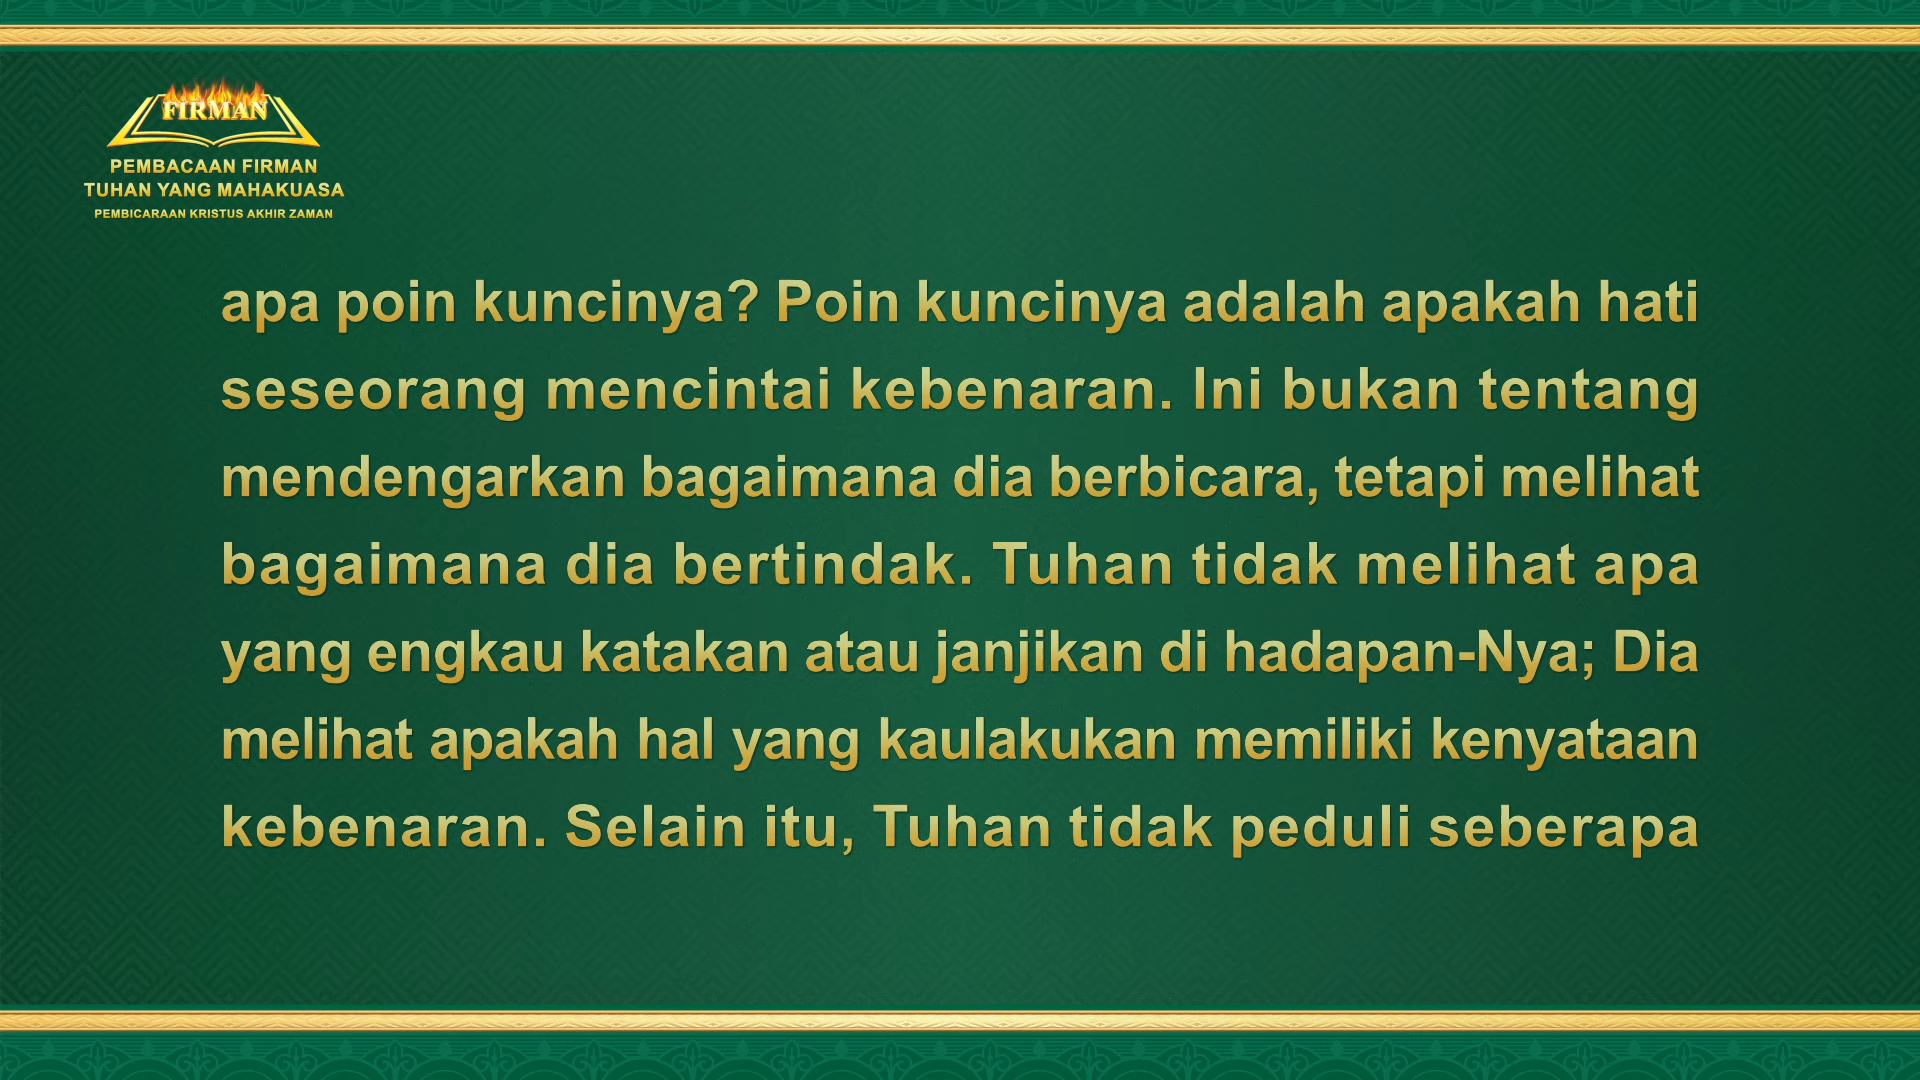 FIRMAN
PEMBACAAN FIRMAN
TUHAN YANG MAHAKUASA
PEMBICARAAN KRISTUS AKHIR ZAMAN
apa poin kuncinya? Poin kuncinya adalah apakah hati
seseorang mencintai kebenaran. Ini bukan tentang
mendengarkan bagaimana dia berbicara, tetapi melihat
bagaimana dia bertindak. Tuhan tidak melihat apa
yang engkau katakan atau janjikan di hadapan-Nya; Dia
melihat apakah hal yang kaulakukan memiliki kenyataan
kebenaran. Selain itu, Tuhan tidak peduli seberapa